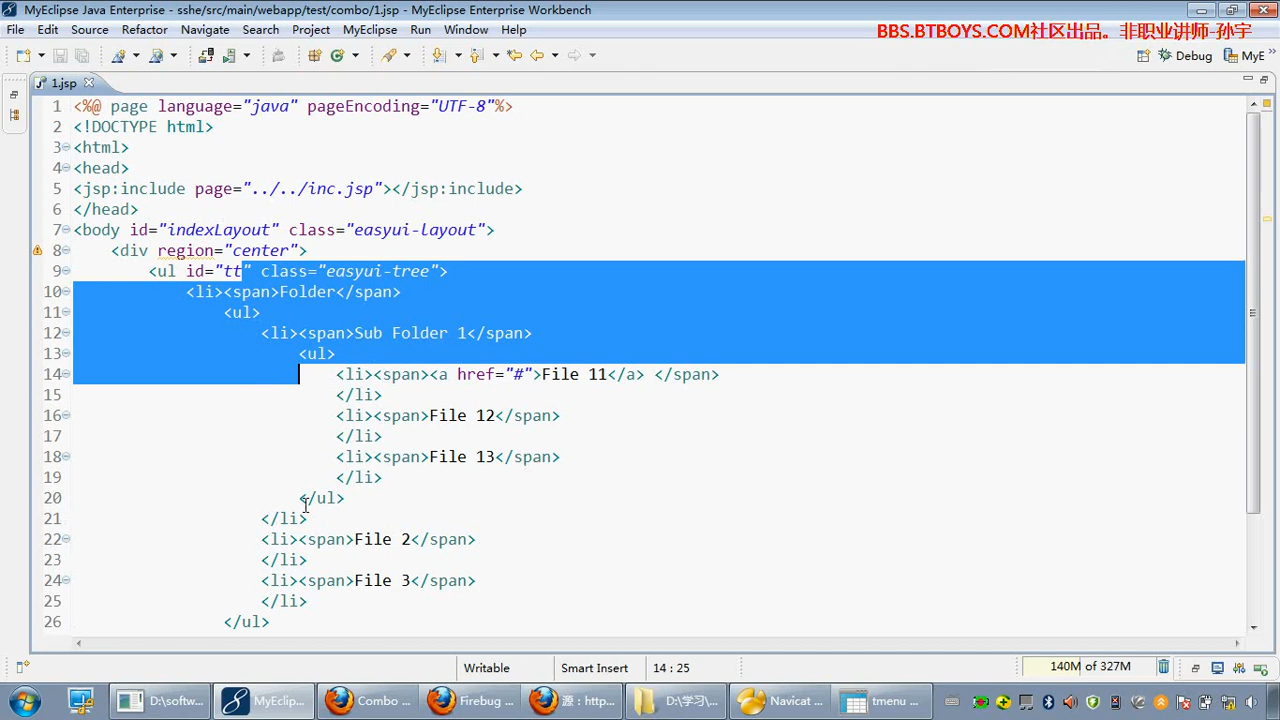 MyEclipse Java Enterprise - sshe/src/main/webapp/test/combo/1.jsp - MyEclipse Enterprise Workbench
File Edit Source Refactor Navigate Search Project MyEclipse Run Window Help
BBS.BTBOYS.COM社区出品。非职业讲师-孙宇
Debug MyE
1.jsp
1 <%@ page language="java" pageEncoding="UTF-8"%>
2 <!DOCTYPE html>
3 <html>
4 <head>
5 <jsp:include page="../../inc.jsp"></jsp:include>
6 </head>
7 <body id="indexLayout" class="easyui-layout">
8 <div region="center">
9 <ul id="tt" class="easyui-tree">
10 <li><span>Folder</span>
11 <ul>
12 <li><span>Sub Folder 1</span>
13 <ul>
14 <li><span><a href="#">File 11</a> </span>
15 </li>
16 <li><span>File 12</span>
17 </li>
18 <li><span>File 13</span>
19 </li>
20 </ul>
21 </li>
22 <li><span>File 2</span>
23 </li>
24 <li><span>File 3</span>
25 </li>
26 </ul>
Writable Smart Insert 14 : 25 140M of 327M
D:\softw... MyEclip... Combo ... Firebug ... 源：http... D:\学习\... Navicat ... tmenu ...